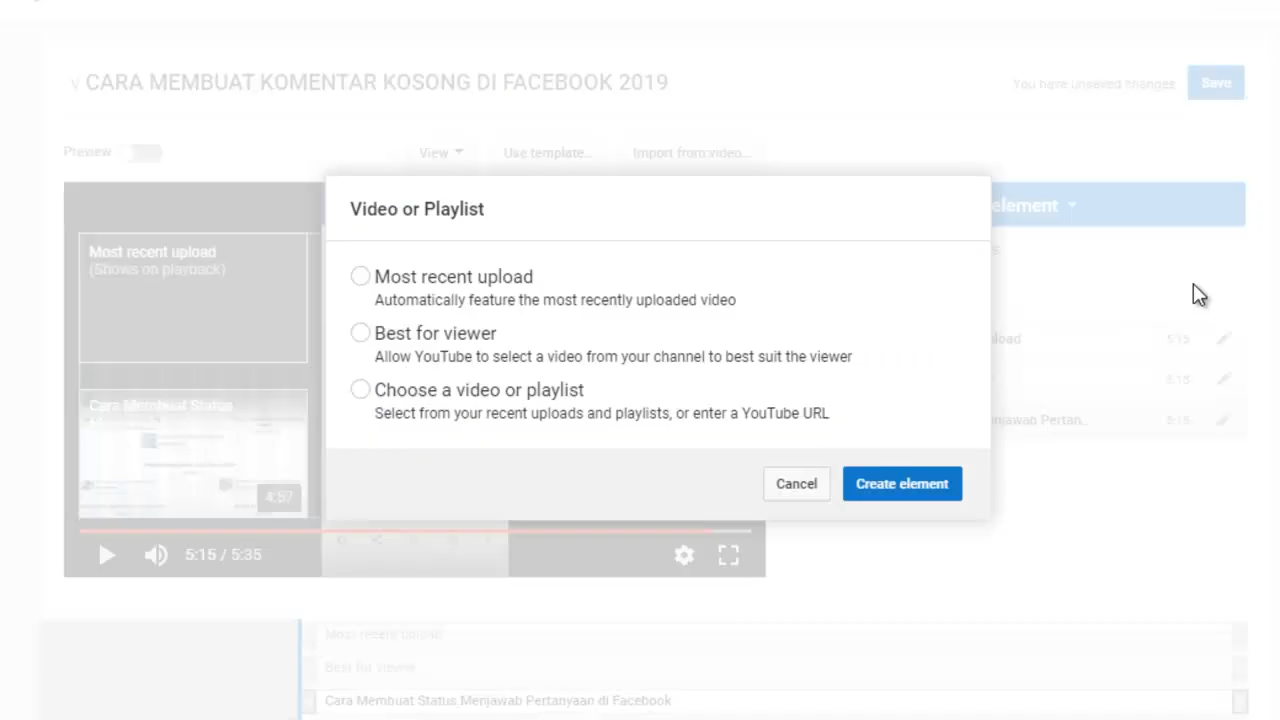 √ CARA MEMBUAT KOMENTAR KOSONG DI FACEBOOK 2019
You have unsaved changes
Save
Preview
View
Use template...
Import from video...
element
Video or Playlist
Most recent upload
Automatically feature the most recently uploaded video
Best for viewer
Allow YouTube to select a video from your channel to best suit the viewer
Choose a video or playlist
Select from your recent uploads and playlists, or enter a YouTube URL
Cancel
Create element
Most recent upload
(Shows on playback)
Cara Membuat Status
4:57
5:15 / 5:35
load
5:15
5:15
njawab Pertan...
5:15
Most recent upload
Best for viewer
Cara Membuat Status Menjawab Pertanyaan di Facebook